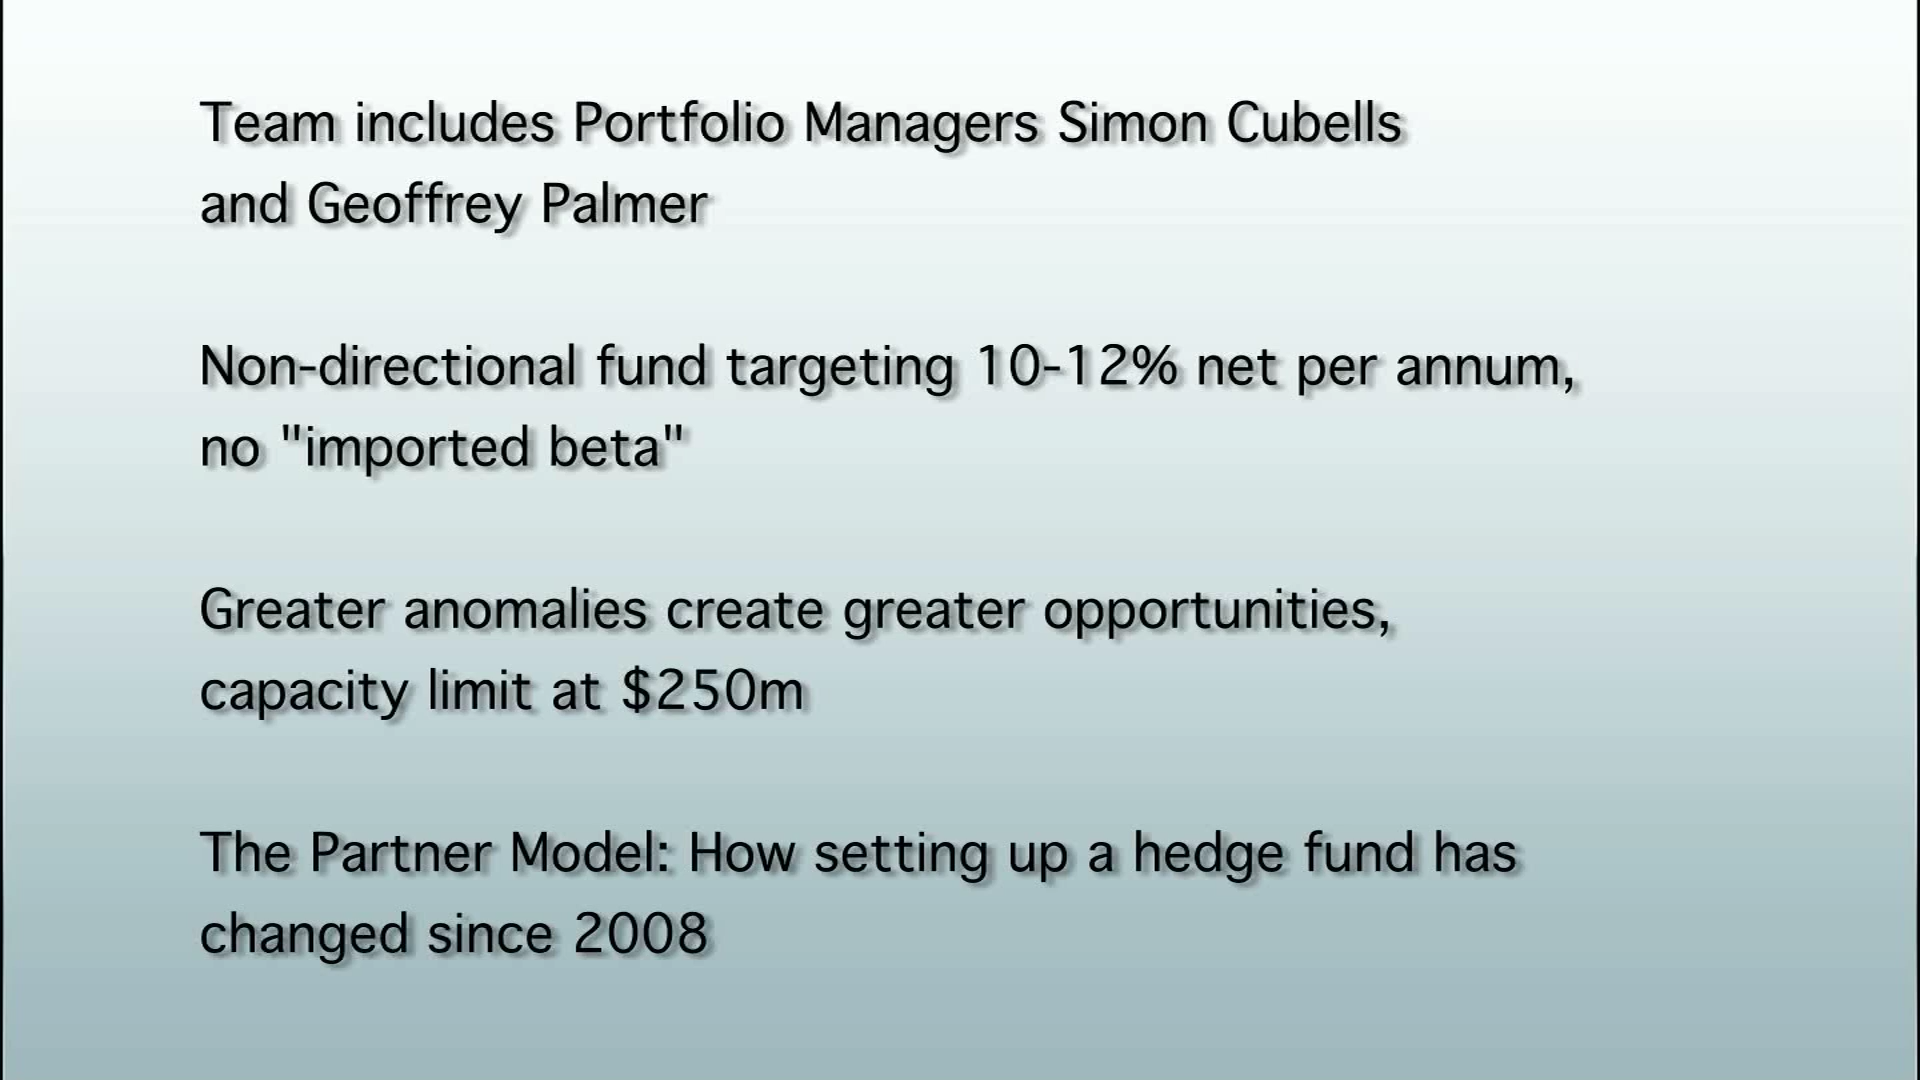 Team includes Portfolio Managers Simon Cubells
and Geoffrey Palmer
Non-directional fund targeting 10-12% net per annum,
no "imported beta"
Greater anomalies create greater opportunities,
capacity limit at $250m
The Partner Model: How setting up a hedge fund has
changed since 2008